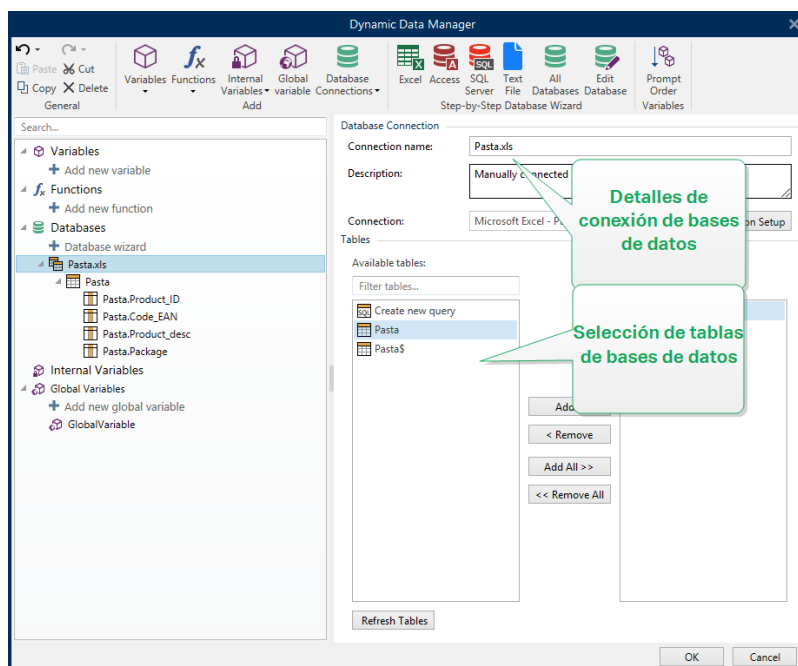 Dynamic Data Manager
Paste Cut
Copy Delete
General
Variables Functions Internal Variables Global variable Database Connections
Add
Excel Access SQL Server Text File All Databases Edit Database
Step-by-Step Database Wizard
Prompt Order
Variables
Search...
Variables
Add new variable
fx Functions
Add new function
Databases
Database wizard
Pasta.xls
Pasta
Pasta.Product_ID
Pasta.Code_EAN
Pasta.Product_desc
Pasta.Package
Internal Variables
Global Variables
Add new global variable
GlobalVariable
Database Connection
Connection name: Pasta.xls
Description: Manually connected
Connection: Microsoft Excel - Setup
Detalles de
conexión de bases
de datos
Tables
Available tables:
Filter tables...
SQL Create new query
Pasta
Pasta$
Selección de tablas
de bases de datos
Add
< Remove
Add All >>
<< Remove All
Refresh Tables
OK Cancel